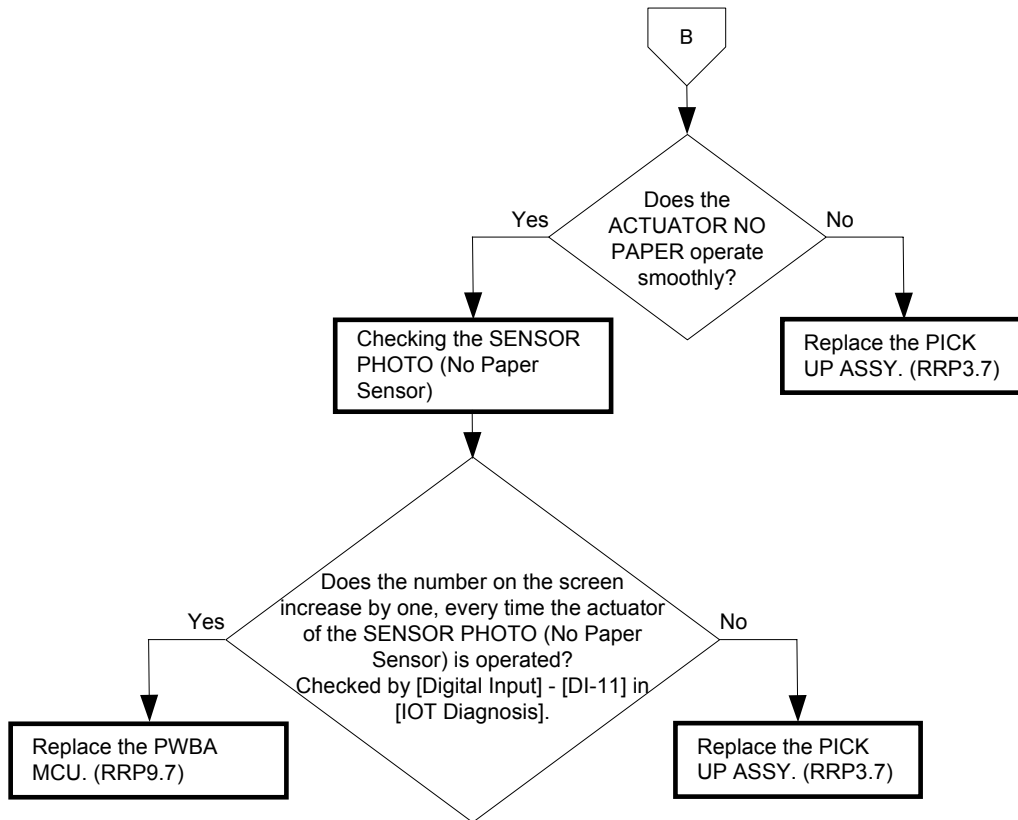 B
Does the
ACTUATOR NO
PAPER operate
smoothly?
Yes
No
Checking the SENSOR
PHOTO (No Paper
Sensor)
Replace the PICK
UP ASSY. (RRP3.7)
Does the number on the screen
increase by one, every time the actuator
of the SENSOR PHOTO (No Paper
Sensor) is operated?
Checked by [Digital Input] - [DI-11] in
[IOT Diagnosis].
Yes
No
Replace the PWBA
MCU. (RRP9.7)
Replace the PICK
UP ASSY. (RRP3.7)